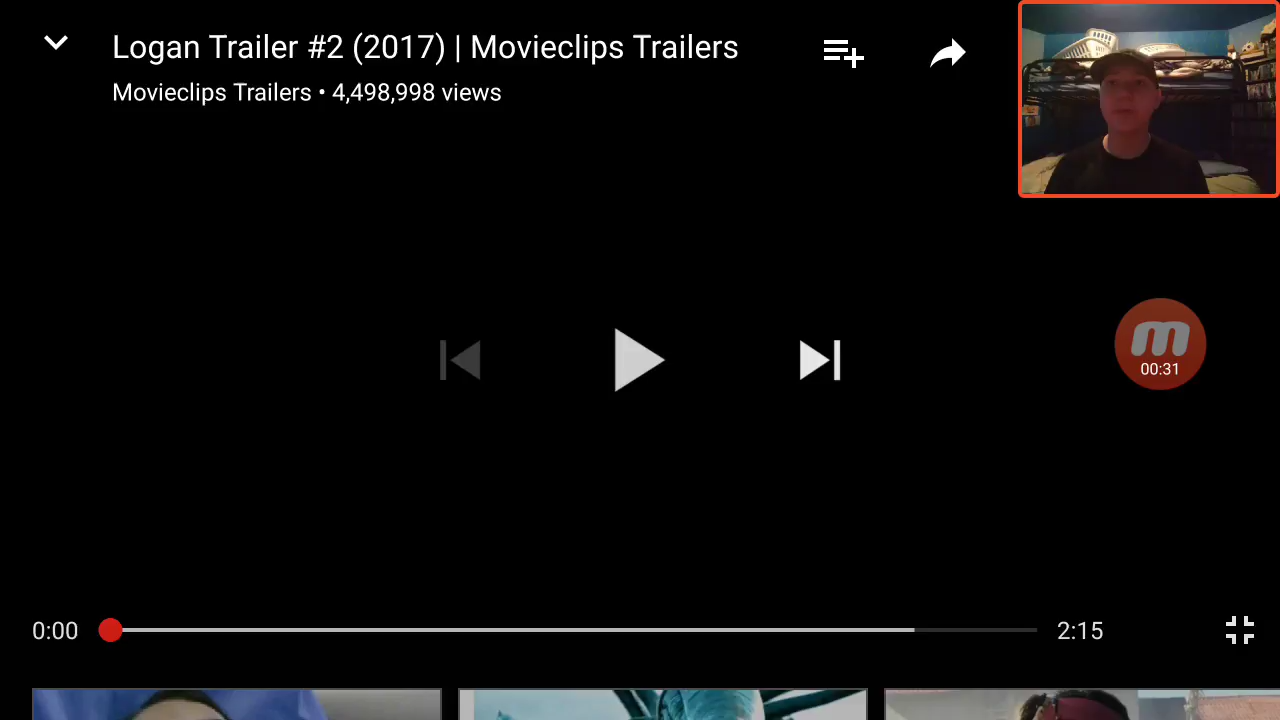 Logan Trailer #2 (2017) | Movieclips Trailers
Movieclips Trailers • 4,498,998 views
m
00:31
0:00
2:15